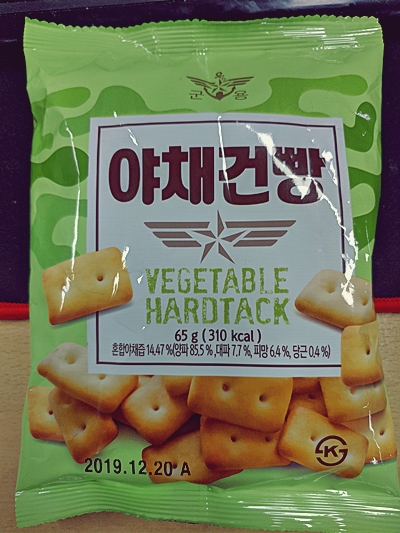 군 용
야채건빵
VEGETABLE
HARDTACK
65 g ( 310 kcal )
혼합야채즙 14.47 %(양파 85.5 %, 대파 7.7 %, 피망 6.4 %, 당근 0.4 %)
2019.12.20 A
K